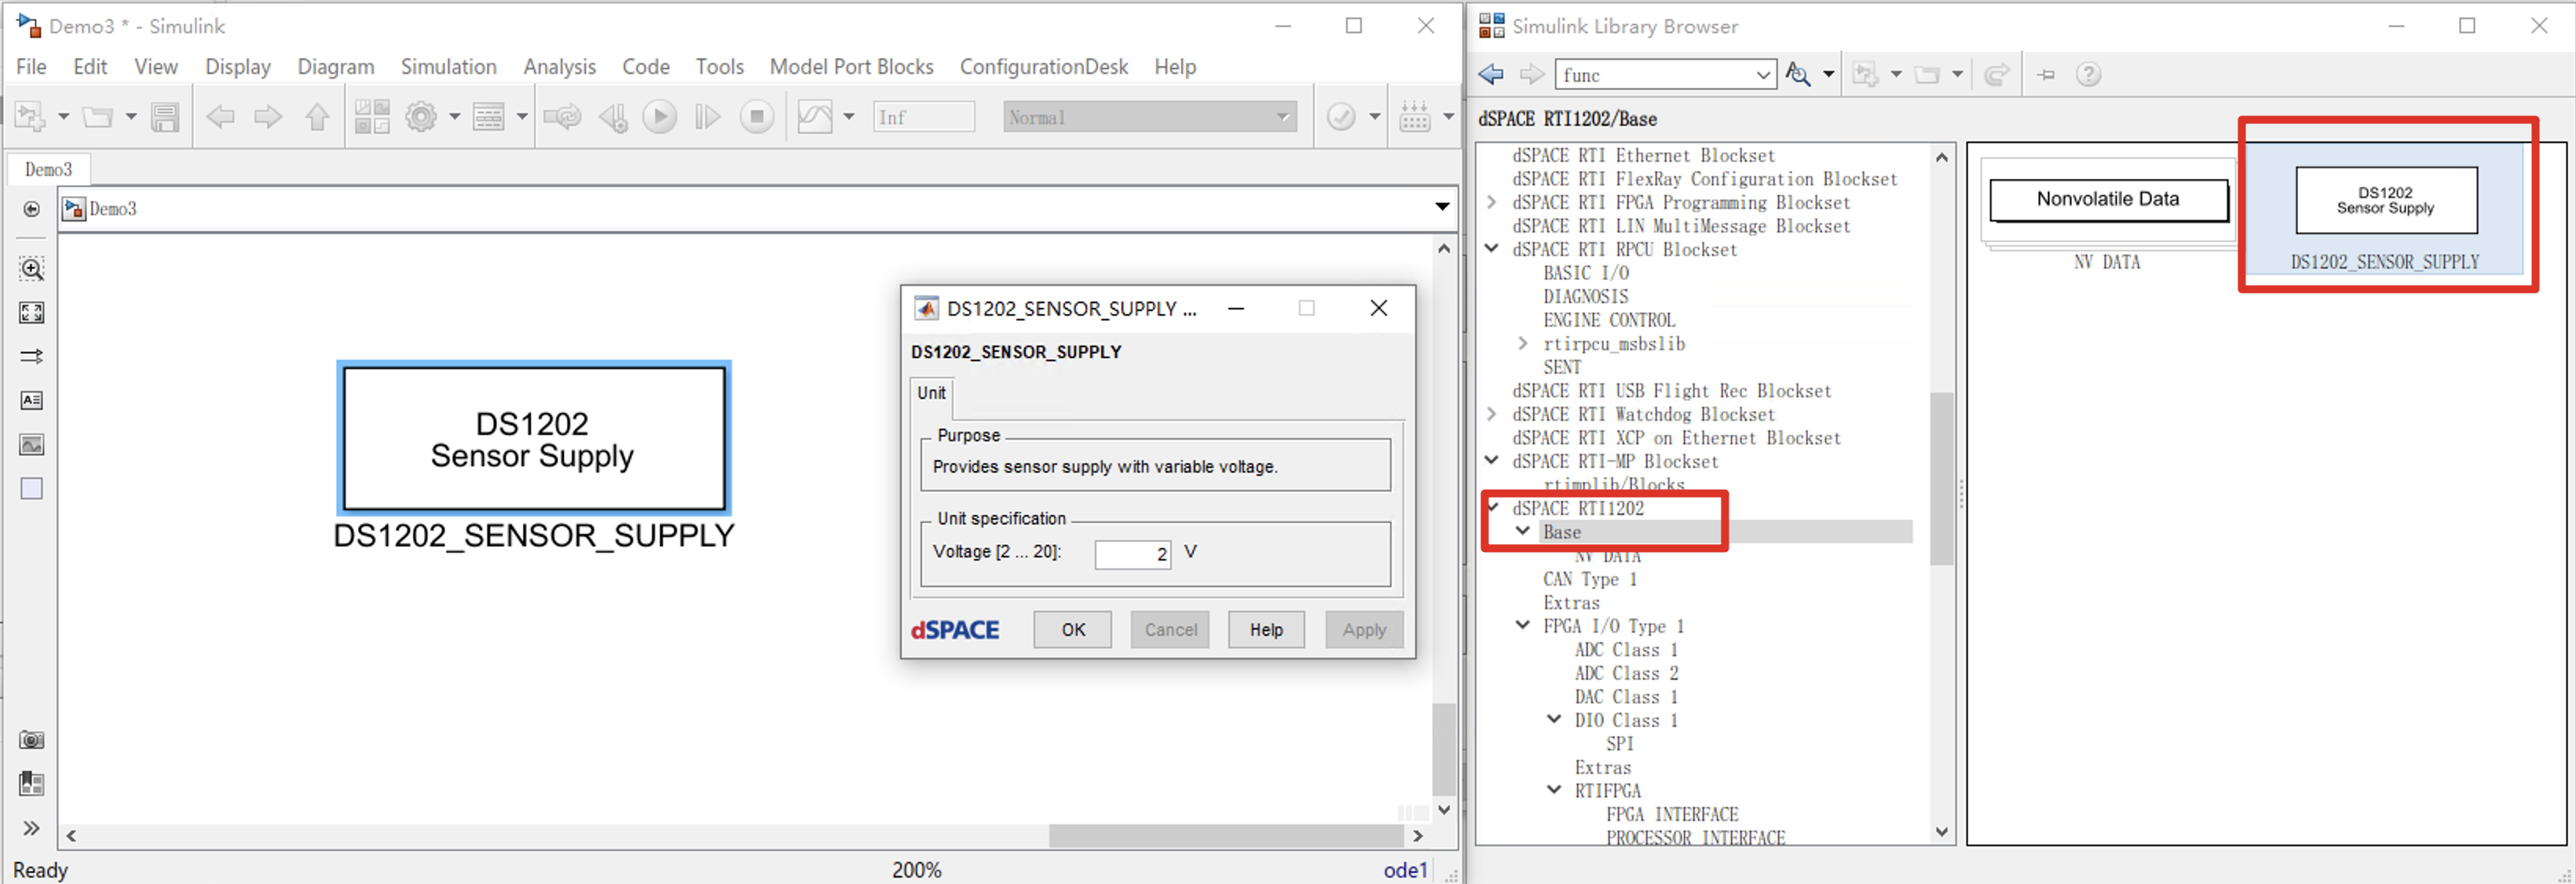 Demo3 * - Simulink
File Edit View Display Diagram Simulation Analysis Code Tools Model Port Blocks ConfigurationDesk Help
Inf
Normal
Demo3
Demo3
DS1202
Sensor Supply
DS1202_SENSOR_SUPPLY
DS1202_SENSOR_SUPPLY ...
DS1202_SENSOR_SUPPLY
Unit
Purpose
Provides sensor supply with variable voltage.
Unit specification
Voltage [2 ... 20]: 2 V
dSPACE OK Cancel Help Apply
Ready 200% ode1
Simulink Library Browser
func
dSPACE RTI1202/Base
dSPACE RTI Ethernet Blockset
dSPACE RTI FlexRay Configuration Blockset
dSPACE RTI FPGA Programming Blockset
dSPACE RTI LIN MultiMessage Blockset
dSPACE RTI RPCU Blockset
BASIC I/O
DIAGNOSIS
ENGINE CONTROL
rtirpcu_msbslib
SENT
dSPACE RTI USB Flight Rec Blockset
dSPACE RTI Watchdog Blockset
dSPACE RTI XCP on Ethernet Blockset
dSPACE RTI-MP Blockset
rtimplib/Blocks
dSPACE RTI1202
Base
NV DATA
CAN Type 1
Extras
FPGA I/O Type 1
ADC Class 1
ADC Class 2
DAC Class 1
DIO Class 1
SPI
Extras
RTIFPGA
FPGA INTERFACE
PROCESSOR INTERFACE
Nonvolatile Data
NV DATA
DS1202
Sensor Supply
DS1202_SENSOR_SUPPLY